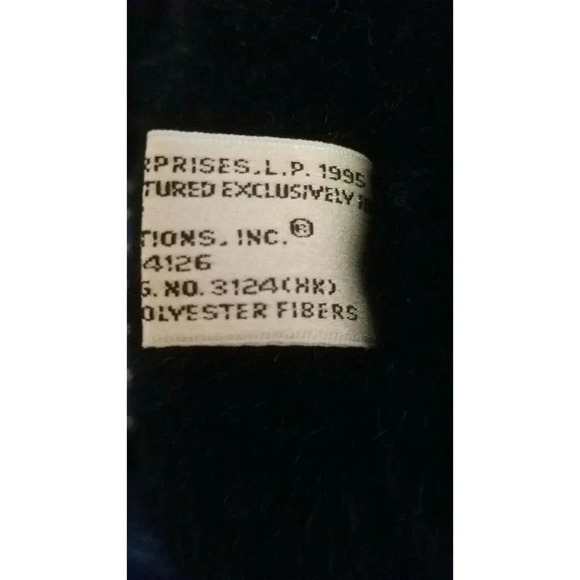 RPRISES, L.P. 1995
TURED EXCLUSIVELY
TIONS, INC.®
4126
G. NO. 3124(HK)
OLYESTER FIBERS